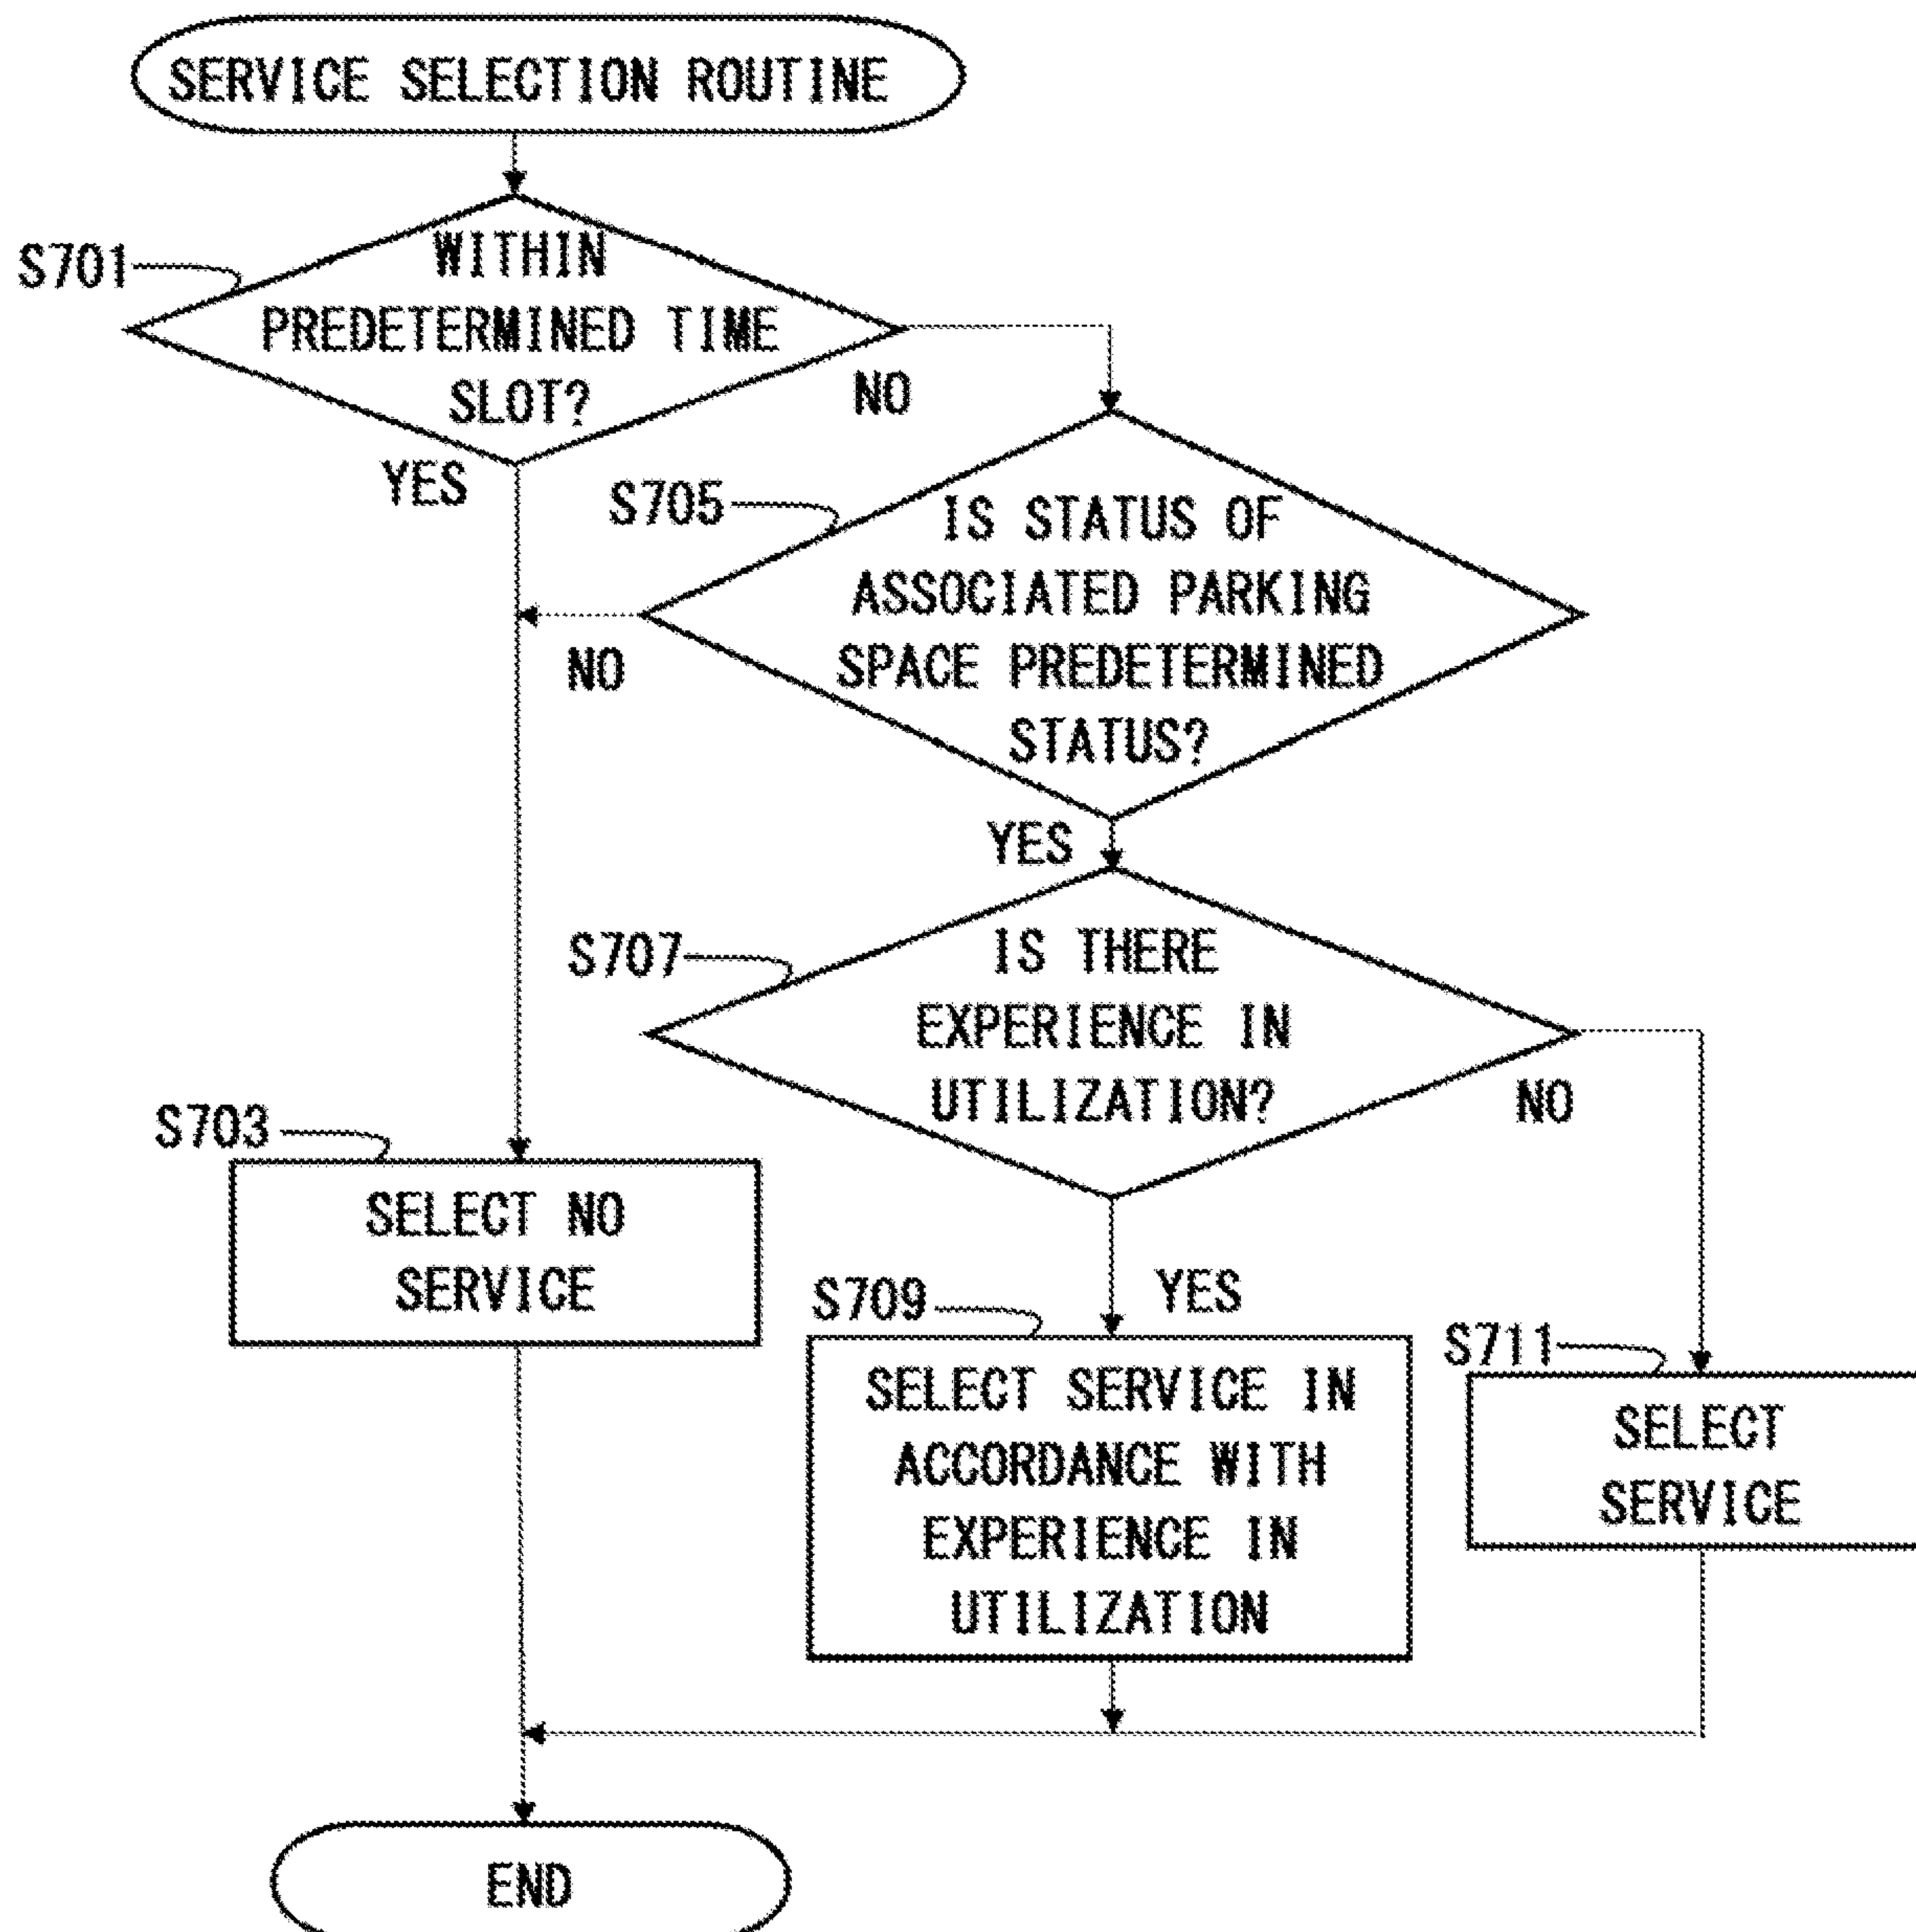 SERVICE SELECTION ROUTINE
S701
WITHIN
PREDETERMINED TIME
SLOT?
NO
YES
S705
IS STATUS OF
ASSOCIATED PARKING
SPACE PREDETERMINED
STATUS?
NO
YES
S707
IS THERE
EXPERIENCE IN
UTILIZATION?
NO
YES
S703
SELECT NO
SERVICE
S709
SELECT SERVICE IN
ACCORDANCE WITH
EXPERIENCE IN
UTILIZATION
S711
SELECT
SERVICE
END